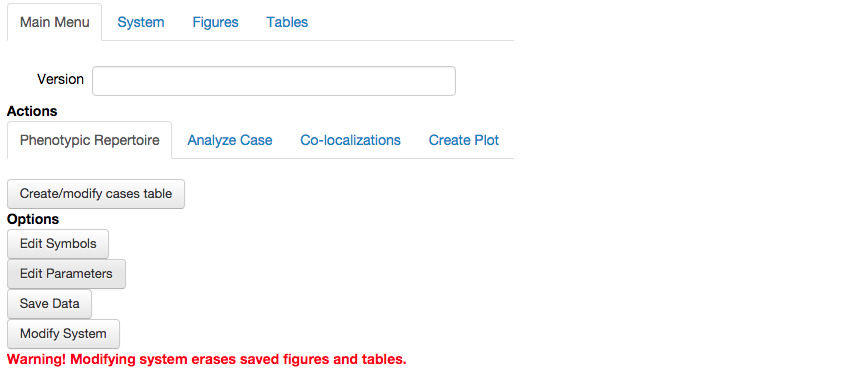 Main Menu System Figures Tables
Version
Actions
Phenotypic Repertoire Analyze Case Co-localizations Create Plot
Create/modify cases table
Options
Edit Symbols
Edit Parameters
Save Data
Modify System
Warning! Modifying system erases saved figures and tables.